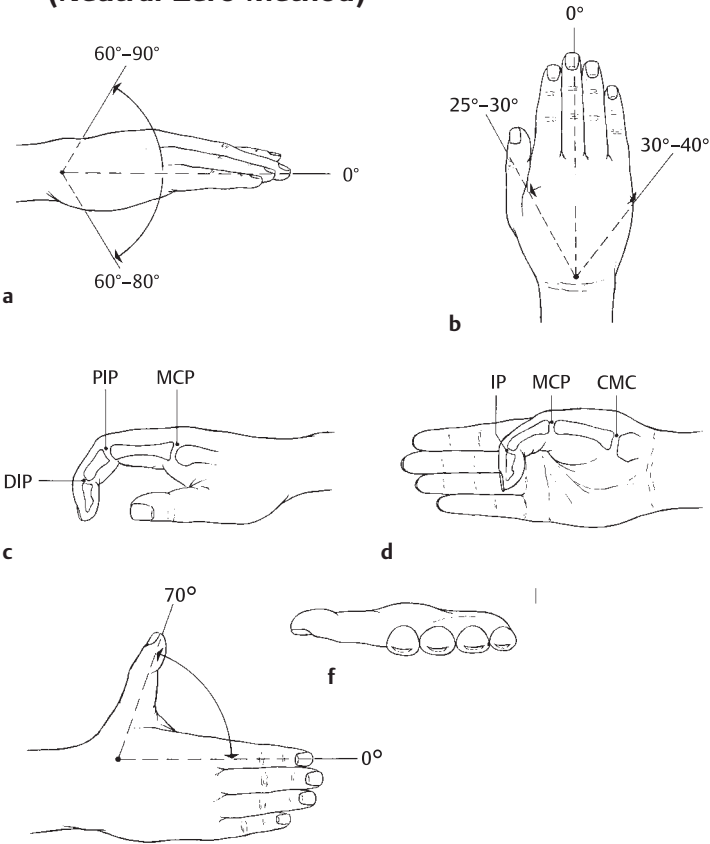 (Neutral Zero Method)
60°–90°
0°
60°–80°
a
0°
25°–30°
30°–40°
b
PIP MCP
DIP
c
IP MCP CMC
d
70°
0°
f